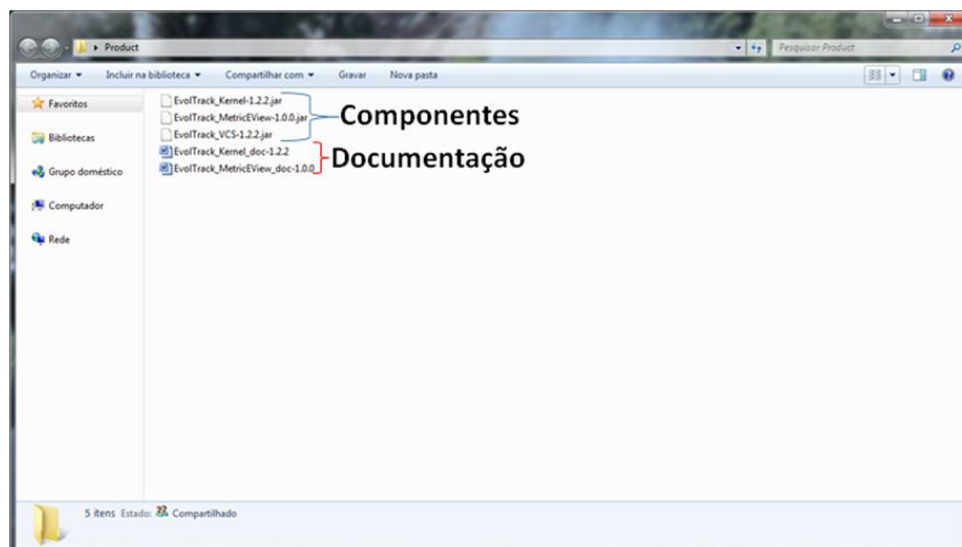 Product
Pesquisar Product
Organizar Incluir na biblioteca Compartilhar com Gravar Nova pasta
Favoritos
Bibliotecas
Grupo doméstico
Computador
Rede
EvolTrack_Kernel-1.2.2.jar
EvolTrack_MetricEView-1.0.0.jar
EvolTrack_VCS-1.2.2.jar
EvolTrack_Kernel_doc-1.2.2
EvolTrack_MetricEView_doc-1.0.0
Componentes
Documentação
5 itens Estado: Compartilhado